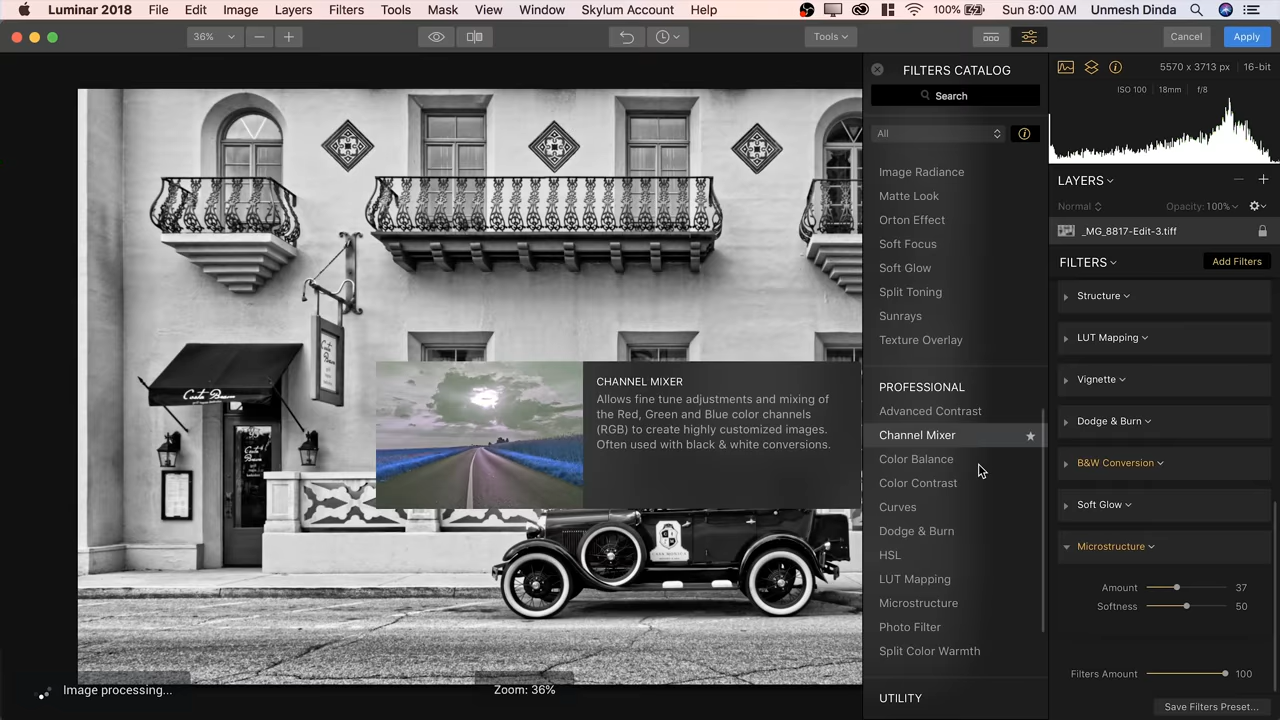 Luminar 2018 File Edit Image Layers Filters Tools Mask View Window Skylum Account Help 100% Sun 8:00 AM Unmesh Dinda
36% Tools Cancel Apply
FILTERS CATALOG
Search
All
Image Radiance
Matte Look
Orton Effect
Soft Focus
Soft Glow
Split Toning
Sunrays
Texture Overlay
PROFESSIONAL
Advanced Contrast
Channel Mixer
Color Balance
Color Contrast
Curves
Dodge & Burn
HSL
LUT Mapping
Microstructure
Photo Filter
Split Color Warmth
UTILITY
CHANNEL MIXER
Allows fine tune adjustments and mixing of
the Red, Green and Blue color channels
(RGB) to create highly customized images.
Often used with black & white conversions.
5570 x 3713 px 16-bit
ISO 100 18mm f/8
LAYERS
Normal Opacity: 100%
_MG_8817-Edit-3.tiff
FILTERS Add Filters
Structure
LUT Mapping
Vignette
Dodge & Burn
B&W Conversion
Soft Glow
Microstructure
Amount 37
Softness 50
Filters Amount 100
Save Filters Preset...
Image processing...
Zoom: 36%